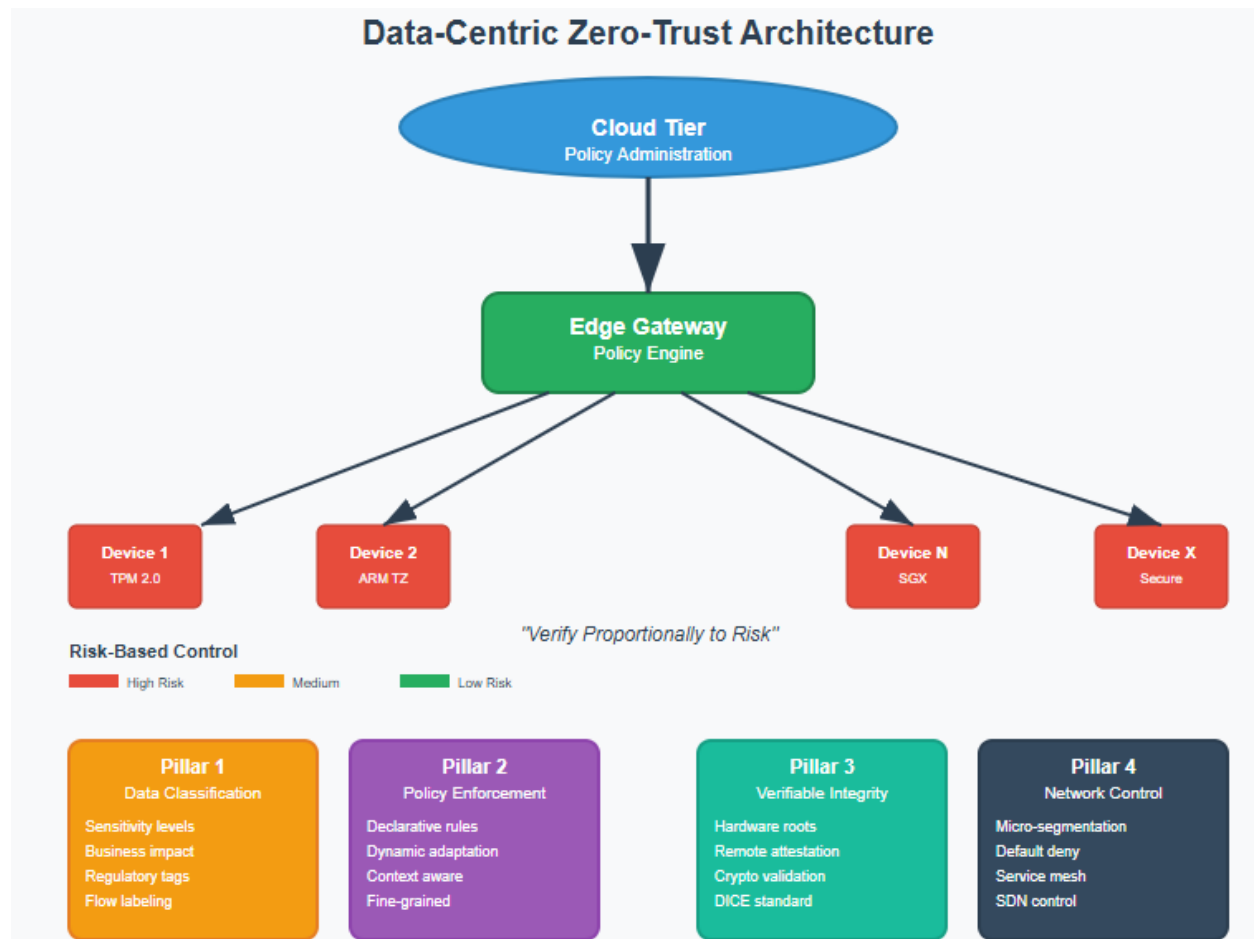 Data-Centric Zero-Trust Architecture
Cloud Tier
Policy Administration
Edge Gateway
Policy Engine
Device 1
TPM 2.0
Device 2
ARM TZ
Device N
SGX
Device X
Secure
"Verify Proportionally to Risk"
Risk-Based Control
High Risk
Medium
Low Risk
Pillar 1
Data Classification
Sensitivity levels
Business impact
Regulatory tags
Flow labeling
Pillar 2
Policy Enforcement
Declarative rules
Dynamic adaptation
Context aware
Fine-grained
Pillar 3
Verifiable Integrity
Hardware roots
Remote attestation
Crypto validation
DICE standard
Pillar 4
Network Control
Micro-segmentation
Default deny
Service mesh
SDN control